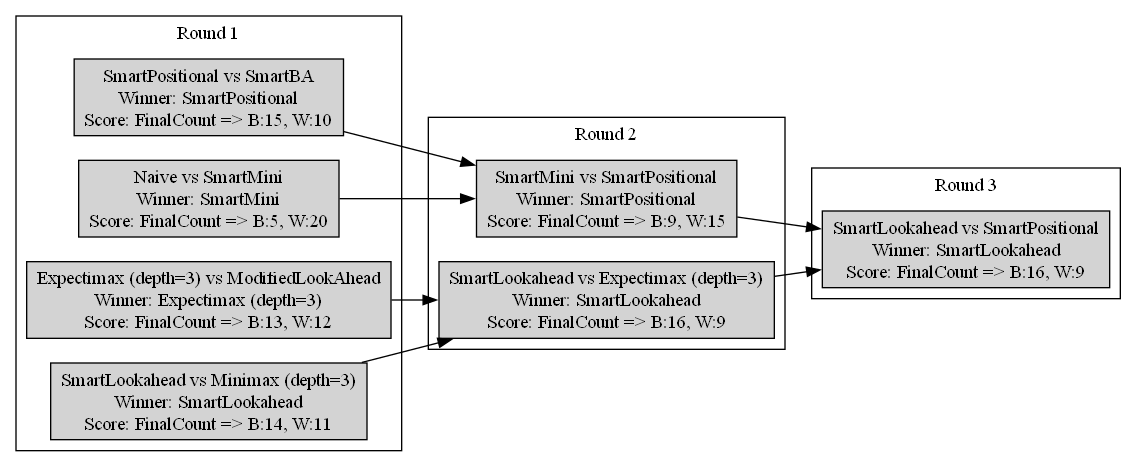 Round 1
SmartPositional vs SmartBA
Winner: SmartPositional
Score: FinalCount => B:15, W:10
Naive vs SmartMini
Winner: SmartMini
Score: FinalCount => B:5, W:20
Expectimax (depth=3) vs ModifiedLookAhead
Winner: Expectimax (depth=3)
Score: FinalCount => B:13, W:12
SmartLookahead vs Minimax (depth=3)
Winner: SmartLookahead
Score: FinalCount => B:14, W:11
Round 2
SmartMini vs SmartPositional
Winner: SmartPositional
Score: FinalCount => B:9, W:15
SmartLookahead vs Expectimax (depth=3)
Winner: SmartLookahead
Score: FinalCount => B:16, W:9
Round 3
SmartLookahead vs SmartPositional
Winner: SmartLookahead
Score: FinalCount => B:16, W:9